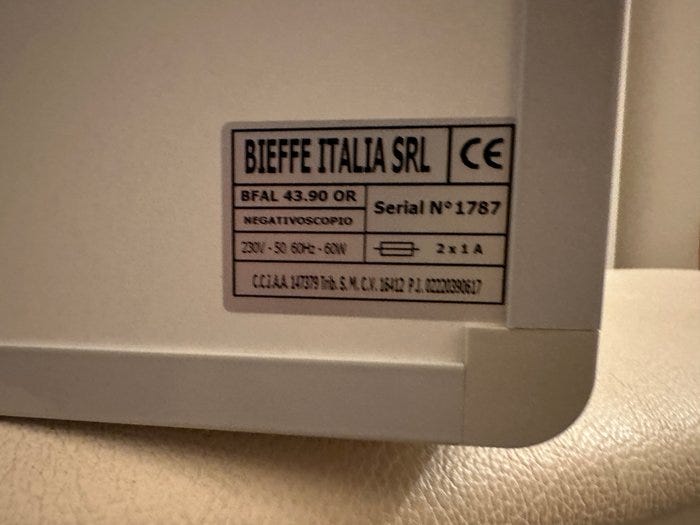 BIEFFE ITALIA SRL CE
BFAL 43.90 OR
NEGATIVOSCOPIO
Serial N°1787
230V - 50 60Hz - 60W
2 x 1 A
C.C.I.A.A. 147379 Trib. S. M. C.V. 16412 P.I. 02220390617